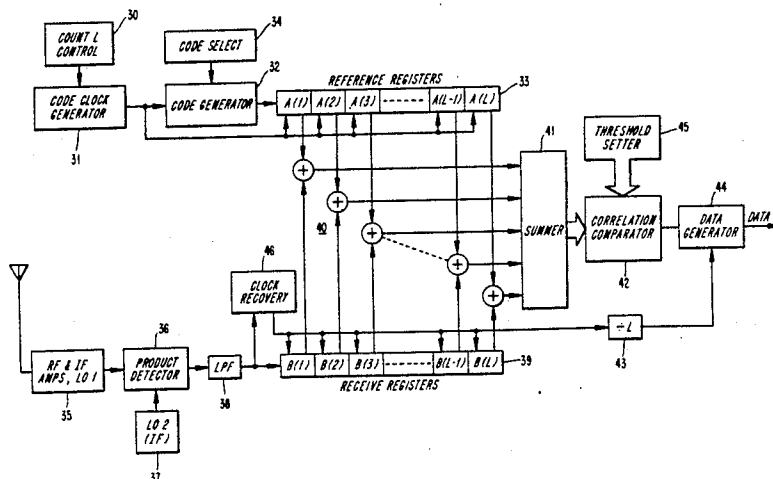 30
COUNT L
CONTROL
34
CODE SELECT
32
CODE CLOCK
GENERATOR
31
CODE GENERATOR
REFERENCE REGISTERS
33
A(1) A(2) A(3) A(L-1) A(L)
41
THRESHOLD
SETTER
45
+
+
+
+
+
40
SUMMER
CORRELATION
COMPARATOR
42
44
DATA
GENERATOR
DATA
46
CLOCK
RECOVERY
36
RF & IF
AMPS, LO 1
35
PRODUCT
DETECTOR
LPF
38
B(1) B(2) B(3) B(L-1) B(L)
39
RECEIVE REGISTERS
÷L
43
LO 2
(IF)
37